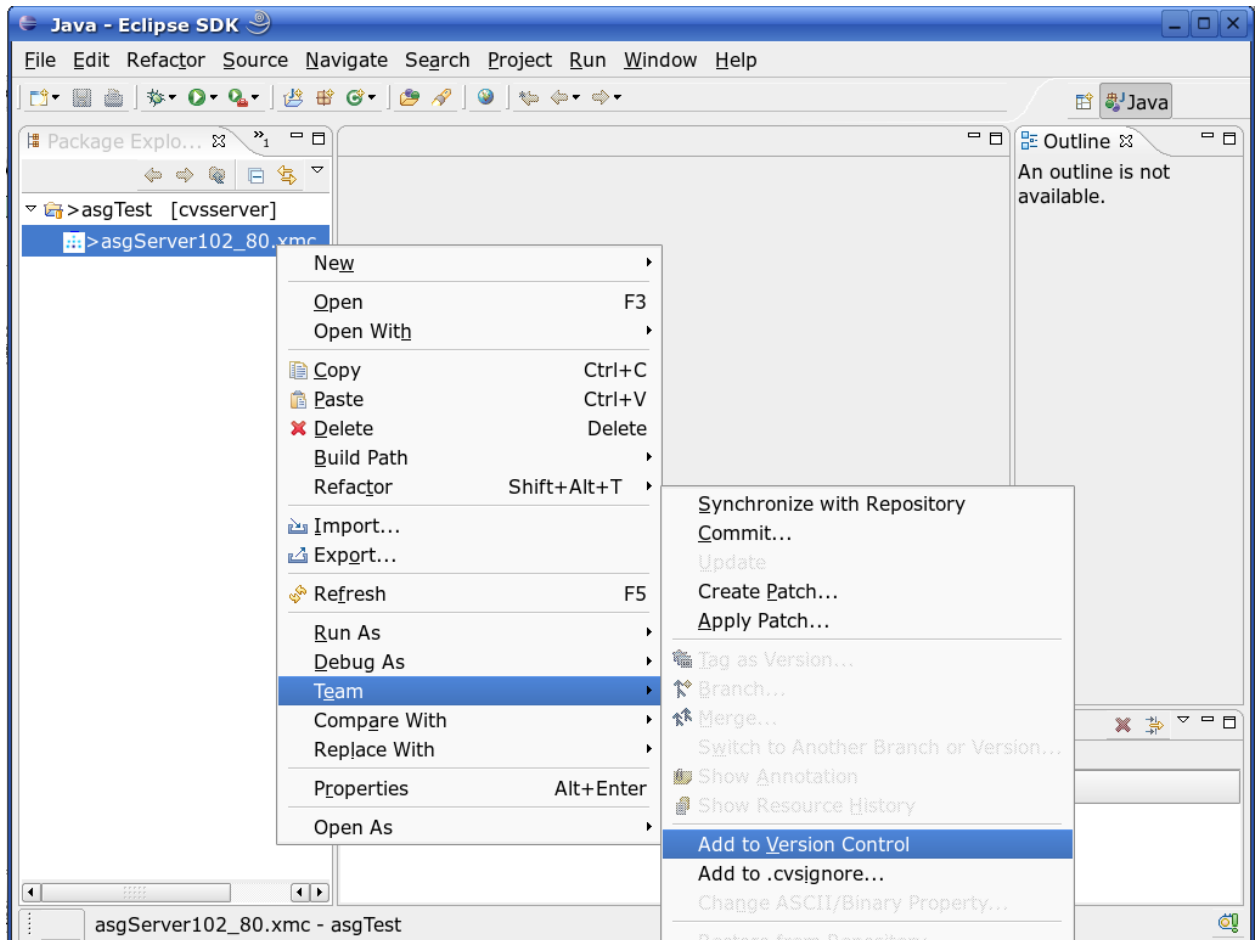 Java - Eclipse SDK
File Edit Refactor Source Navigate Search Project Run Window Help
Java
Package Explo... »1
Outline
An outline is not
available.
>asgTest [cvsserver]
>asgServer102_80.xmc
New
Open F3
Open With
Copy Ctrl+C
Paste Ctrl+V
Delete Delete
Build Path
Refactor Shift+Alt+T
Import...
Export...
Refresh F5
Run As
Debug As
Team
Compare With
Replace With
Properties Alt+Enter
Open As
Synchronize with Repository
Commit...
Update
Create Patch...
Apply Patch...
Tag as Version...
Branch...
Merge...
Switch to Another Branch or Version...
Show Annotation
Show Resource History
Add to Version Control
Add to .cvsignore...
Change ASCII/Binary Property...
Restore from Repository...
asgServer102_80.xmc - asgTest